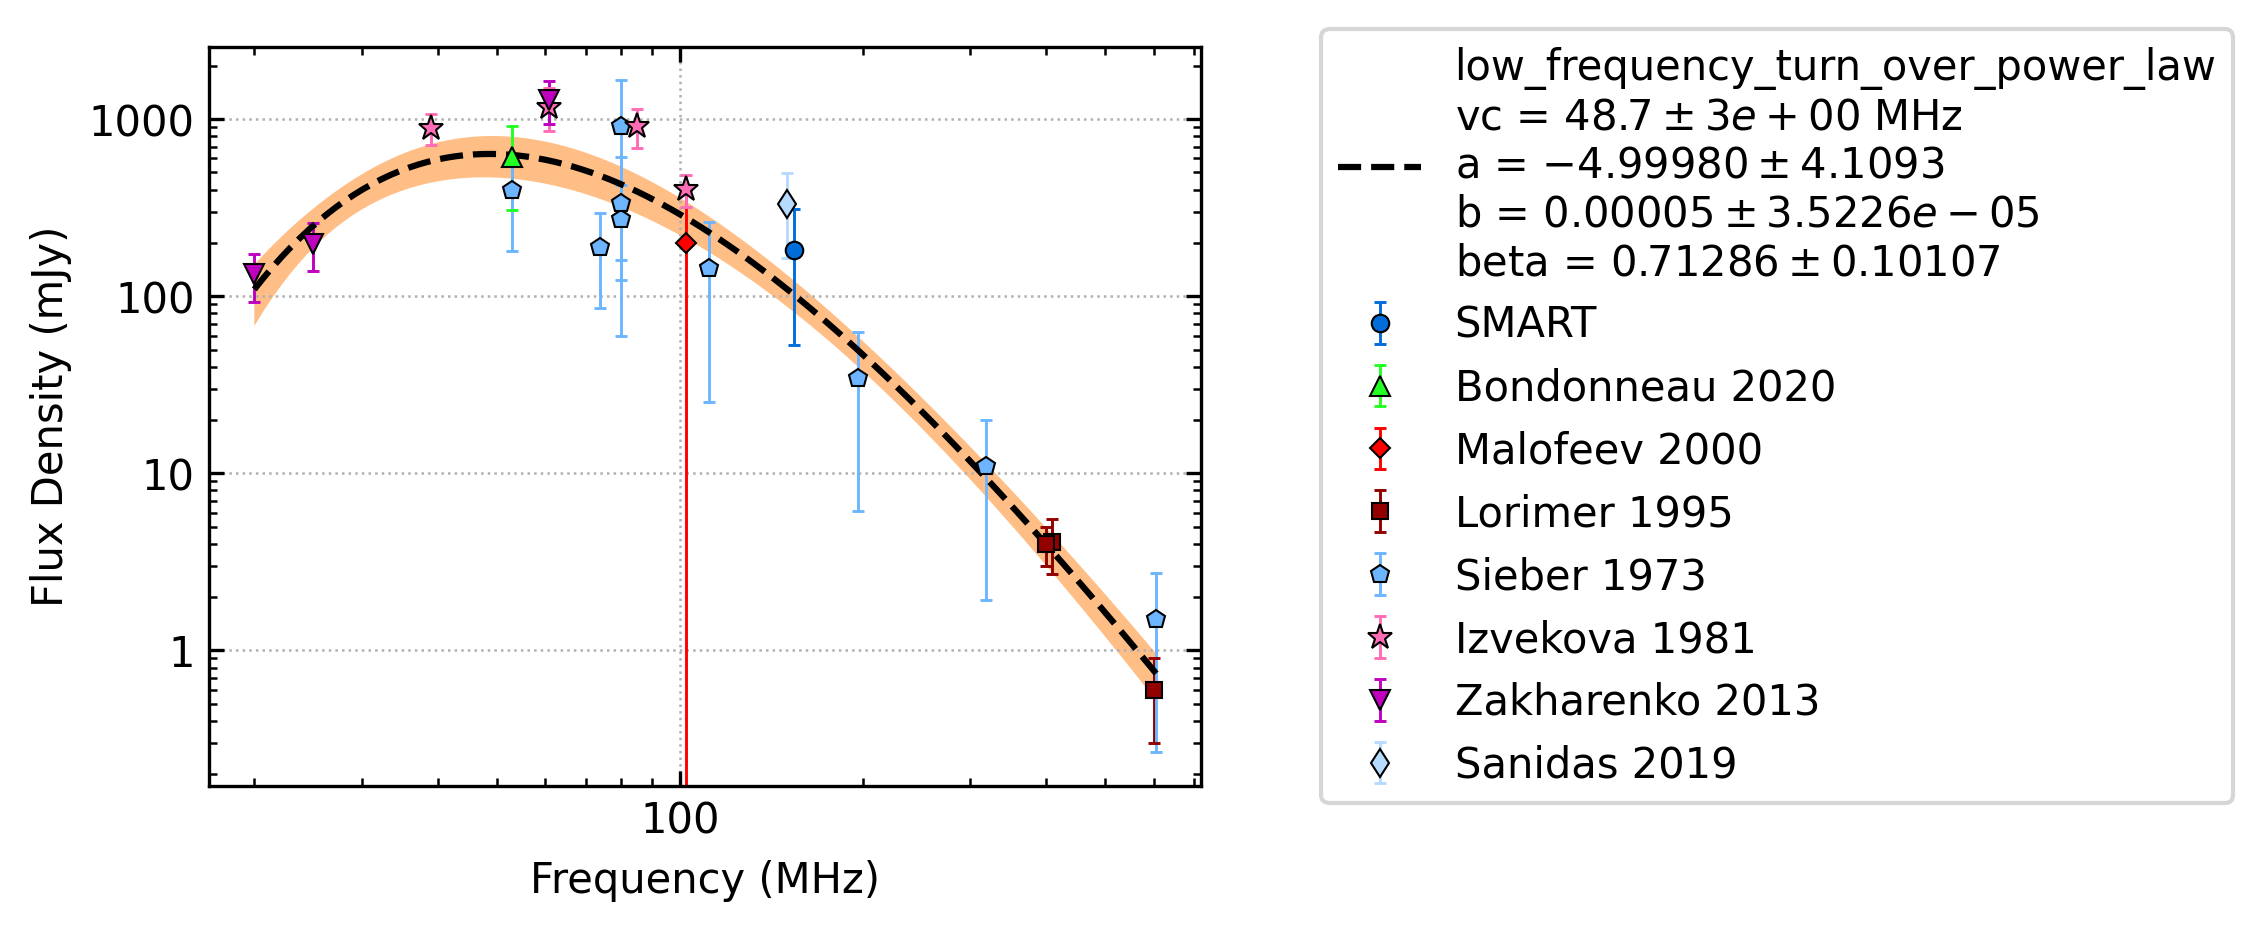 1000
100
10
1
Flux Density (mJy)
100
Frequency (MHz)
low_frequency_turn_over_power_law
vc = 48.7 ± 3e + 00 MHz
a = −4.99980 ± 4.1093
b = 0.00005 ± 3.5226e − 05
beta = 0.71286 ± 0.10107
SMART
Bondonneau 2020
Malofeev 2000
Lorimer 1995
Sieber 1973
Izvekova 1981
Zakharenko 2013
Sanidas 2019